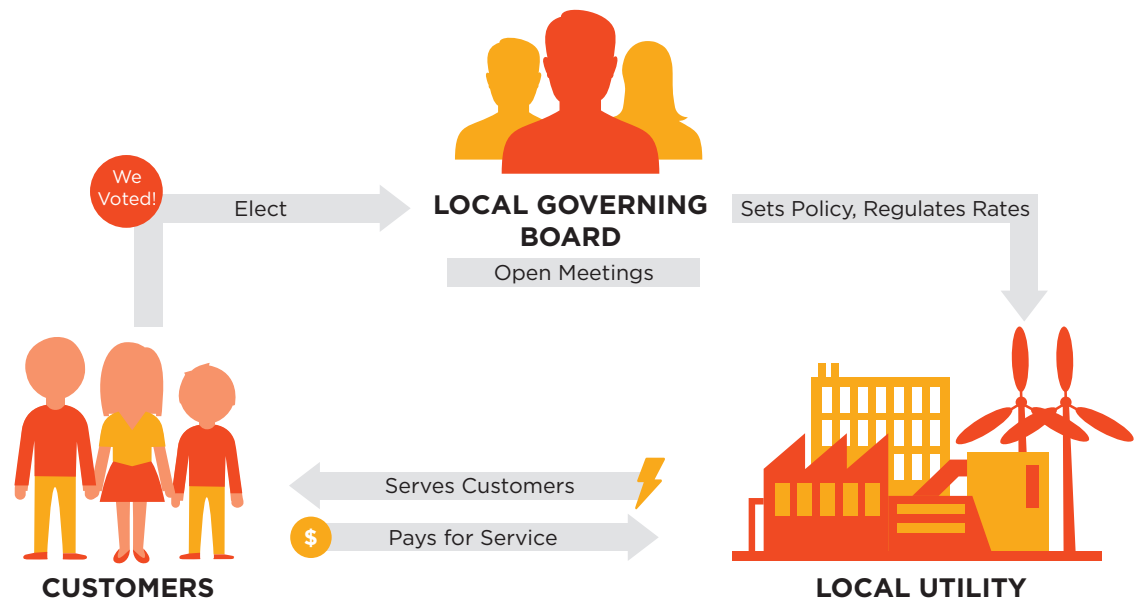 We
Voted!
Elect
LOCAL GOVERNING
BOARD
Open Meetings
Sets Policy, Regulates Rates
Serves Customers
$
Pays for Service
CUSTOMERS
LOCAL UTILITY